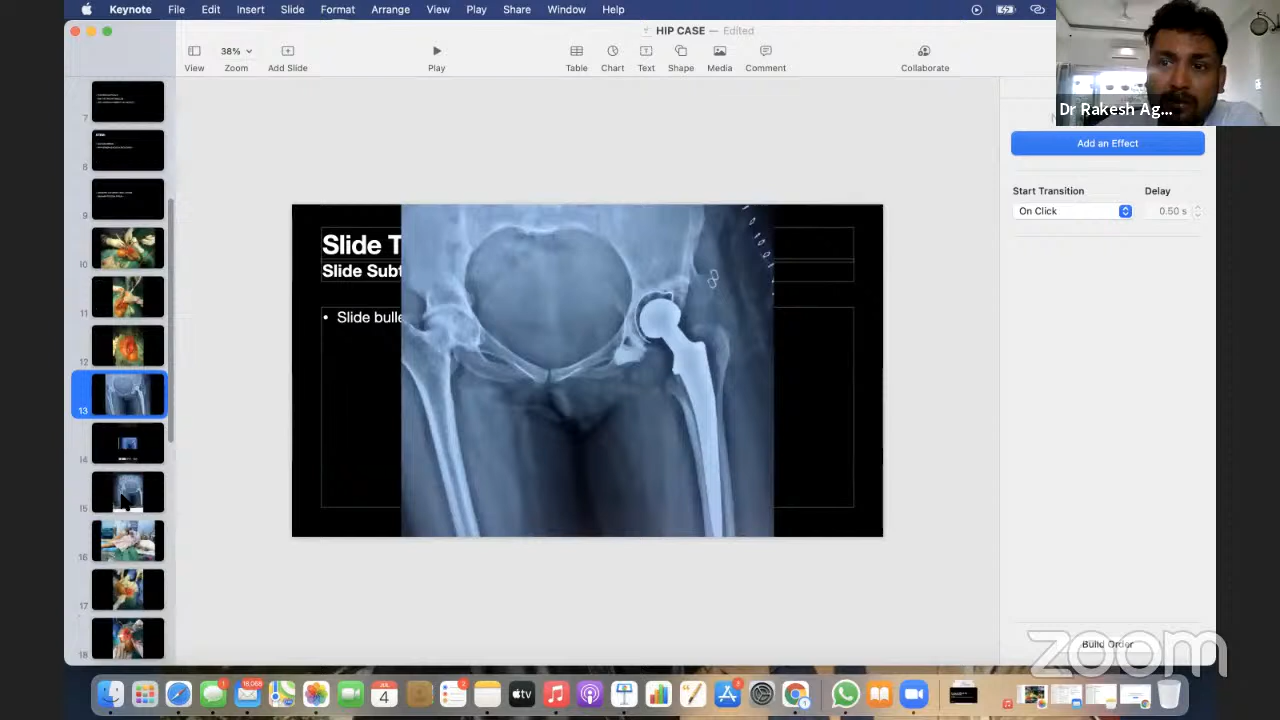 Keynote File Edit Insert Slide Format Arrange View Play Share Window Help
HIP CASE — Edited
38%
View Zoom Add Slide Play Table Chart Text Shape Media Comment Collaborate
Dr Rakesh Ag...
Add an Effect
Start Transition Delay
On Click 0.50 s
7
8
9
10
11
12
13
14
15
16
17
18
Slide T
Slide Subt
• Slide bulle
Build Order
zoom
JUL
4
tv